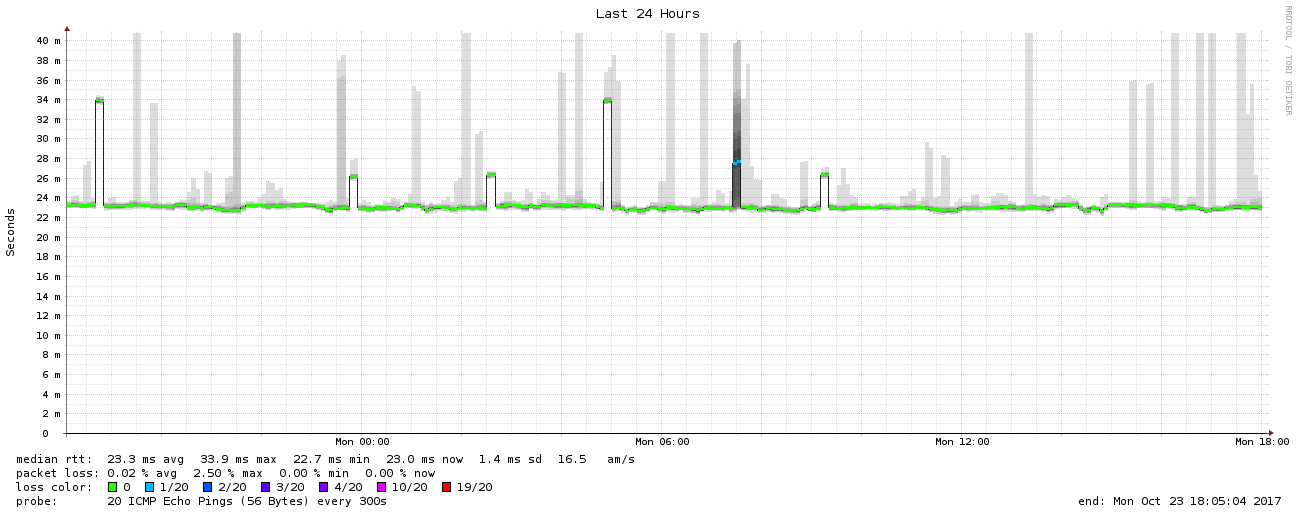 Last 24 Hours
RRDTOOL / TOBI OETIKER
Seconds
40 m
38 m
36 m
34 m
32 m
30 m
28 m
26 m
24 m
22 m
20 m
18 m
16 m
14 m
12 m
10 m
8 m
6 m
4 m
2 m
0
Mon 00:00 Mon 06:00 Mon 12:00 Mon 18:00
median rtt: 23.3 ms avg 33.9 ms max 22.7 ms min 23.0 ms now 1.4 ms sd 16.5 am/s
packet loss: 0.02 % avg 2.50 % max 0.00 % min 0.00 % now
loss color: 0 1/20 2/20 3/20 4/20 10/20 19/20
probe: 20 ICMP Echo Pings (56 Bytes) every 300s end: Mon Oct 23 18:05:04 2017